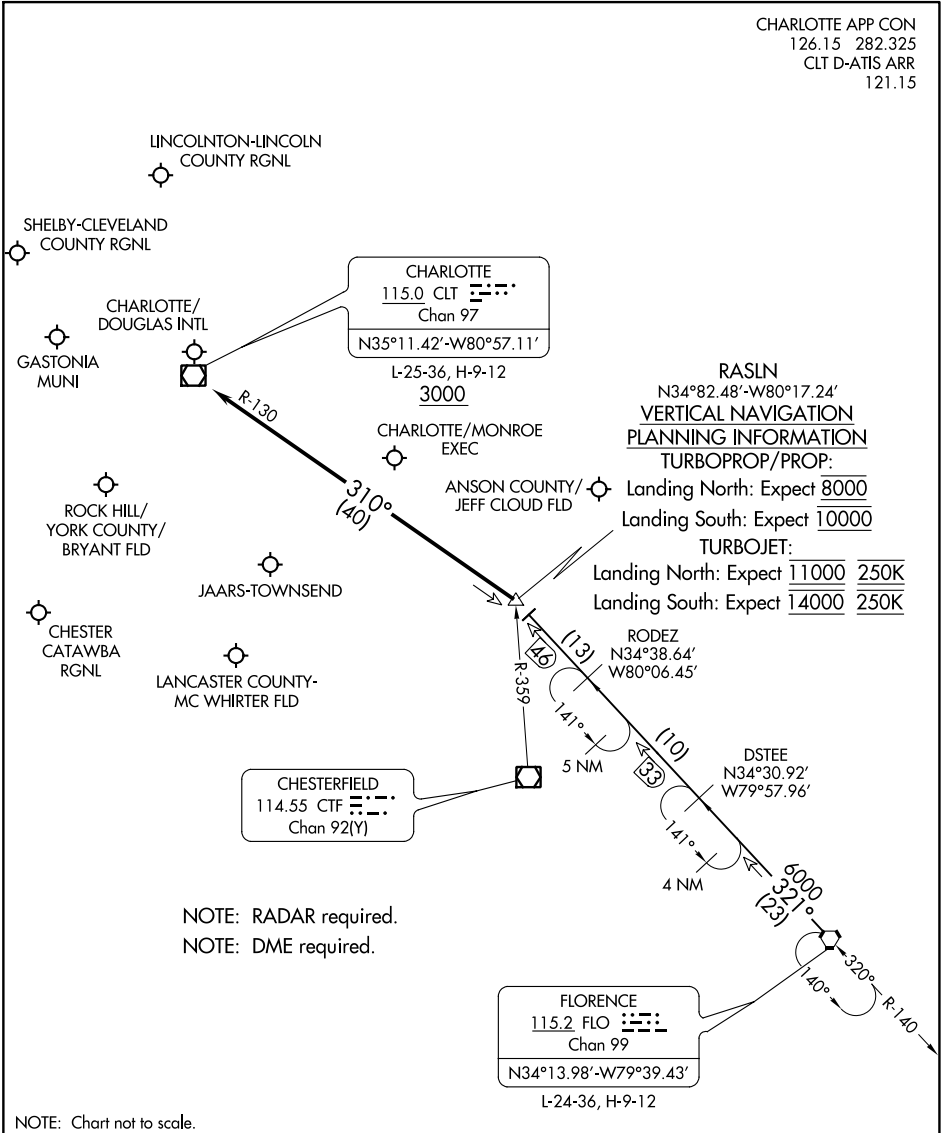 CHARLOTTE APP CON
126.15 282.325
CLT D-ATIS ARR
121.15
LINCOLNTON-LINCOLN
COUNTY RGNL
SHELBY-CLEVELAND
COUNTY RGNL
CHARLOTTE/
DOUGLAS INTL
GASTONIA
MUNI
CHARLOTTE
115.0 CLT
Chan 97
N35°11.42'-W80°57.11'
L-25-36, H-9-12
3000
R-130
310°
(40)
CHARLOTTE/MONROE
EXEC
ANSON COUNTY/
JEFF CLOUD FLD
RASLN
N34°82.48'-W80°17.24'
VERTICAL NAVIGATION
PLANNING INFORMATION
TURBOPROP/PROP:
Landing North: Expect 8000
Landing South: Expect 10000
TURBOJET:
Landing North: Expect 11000 250K
Landing South: Expect 14000 250K
ROCK HILL/
YORK COUNTY/
BRYANT FLD
JAARS-TOWNSEND
CHESTER
CATAWBA
RGNL
LANCASTER COUNTY-
MC WHIRTER FLD
R-359
46
(13)
RODEZ
N34°38.64'
W80°06.45'
141°
5 NM
33
(10)
DSTEE
N34°30.92'
W79°57.96'
141°
4 NM
CHESTERFIELD
114.55 CTF
Chan 92(Y)
6000
321°
(23)
NOTE: RADAR required.
NOTE: DME required.
140°
320°
R-140
FLORENCE
115.2 FLO
Chan 99
N34°13.98'-W79°39.43'
L-24-36, H-9-12
NOTE: Chart not to scale.